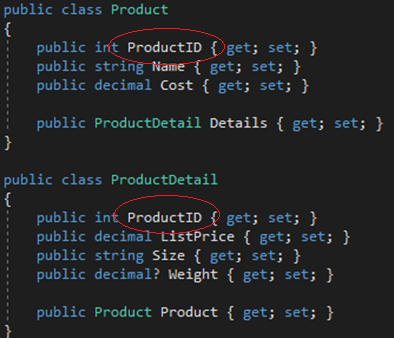 public class Product
{
public int ProductID { get; set; }
public string Name { get; set; }
public decimal Cost { get; set; }
public ProductDetail Details { get; set; }
}
public class ProductDetail
{
public int ProductID { get; set; }
public decimal ListPrice { get; set; }
public string Size { get; set; }
public decimal? Weight { get; set; }
public Product Product { get; set; }
}